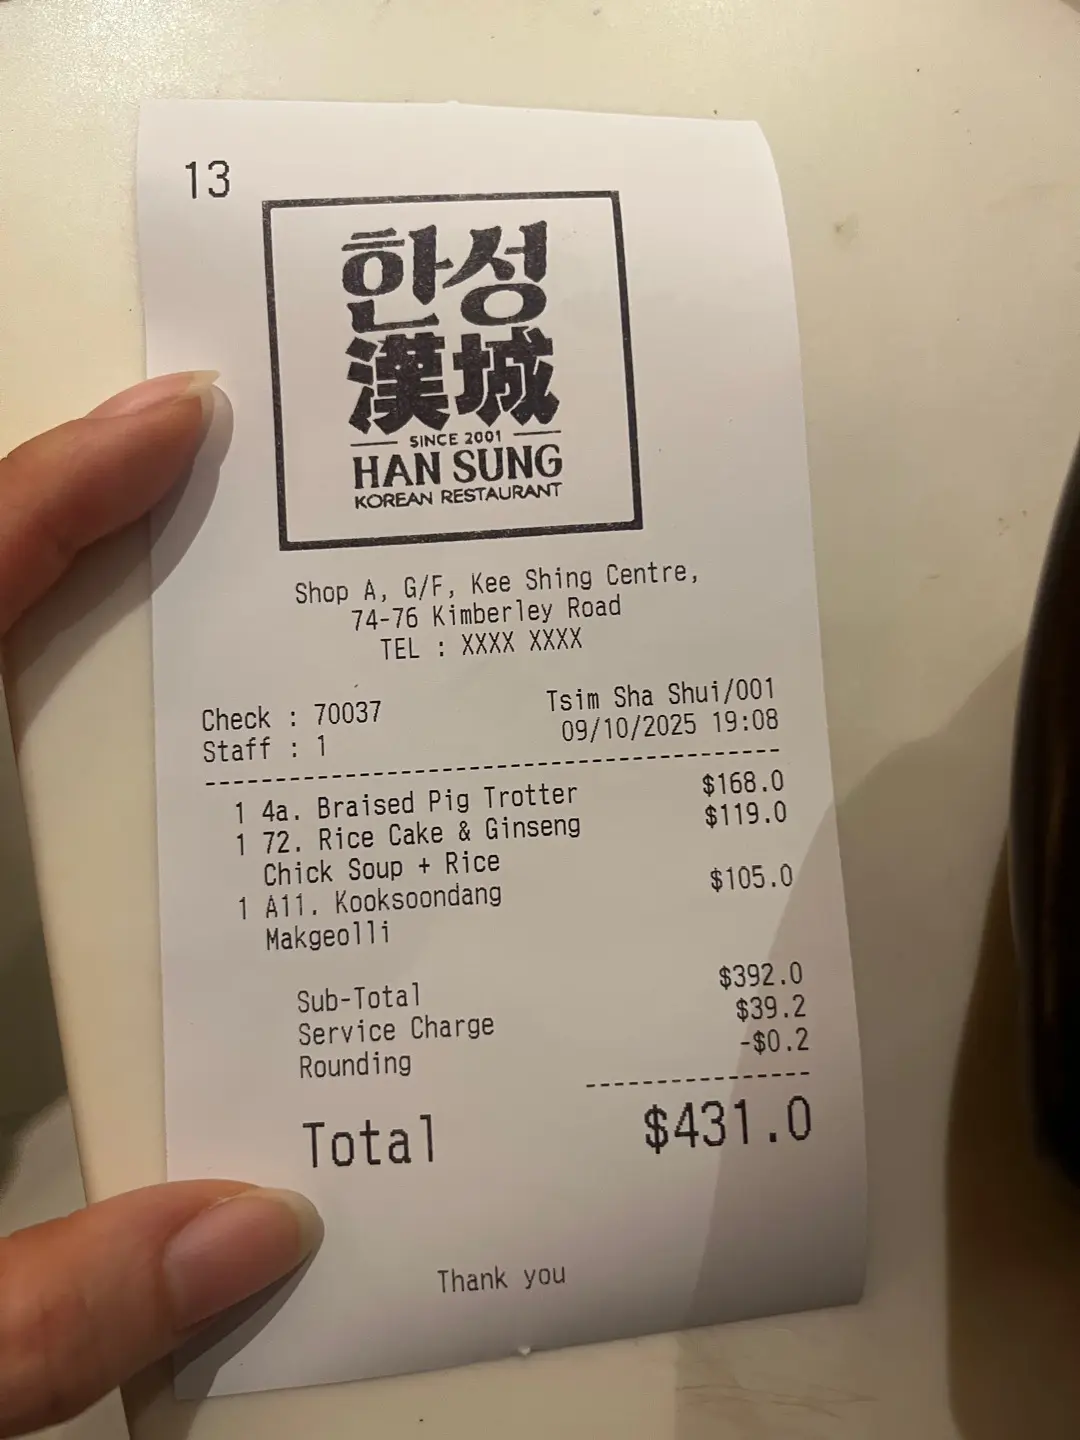 13
한성
漢城
SINCE 2001
HAN SUNG
KOREAN RESTAURANT
Shop A, G/F, Kee Shing Centre,
74-76 Kimberley Road
TEL : XXXX XXXX
Check : 70037 Tsim Sha Shui/001
Staff : 1 09/10/2025 19:08
1 4a. Braised Pig Trotter $168.0
1 72. Rice Cake & Ginseng $119.0
Chick Soup + Rice
1 A11. Kooksoondang $105.0
Makgeolli
Sub-Total $392.0
Service Charge $39.2
Rounding -$0.2
Total $431.0
Thank you